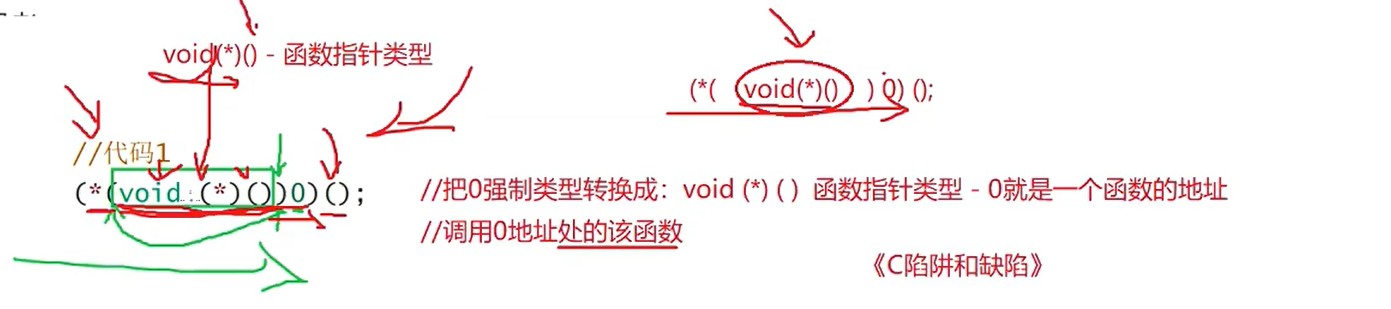 void(*)() - 函数指针类型
(*( void(*)() ) 0) ();
//代码1
(*(void (*)())0)();
//把0强制类型转换成：void (*) ( ) 函数指针类型 - 0就是一个函数的地址
//调用0地址处的该函数
《C陷阱和缺陷》